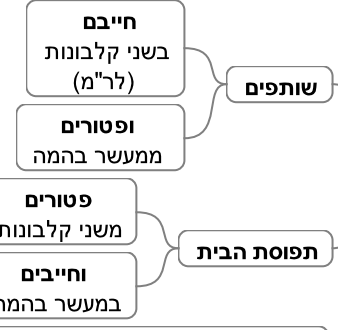 שותפים
חייבם
בשני קלבונות
(לר"מ)
ופטורים
ממעשר בהמה
תפוסת הבית
פטורים
משני קלבונות
וחייבים
במעשר בהמה